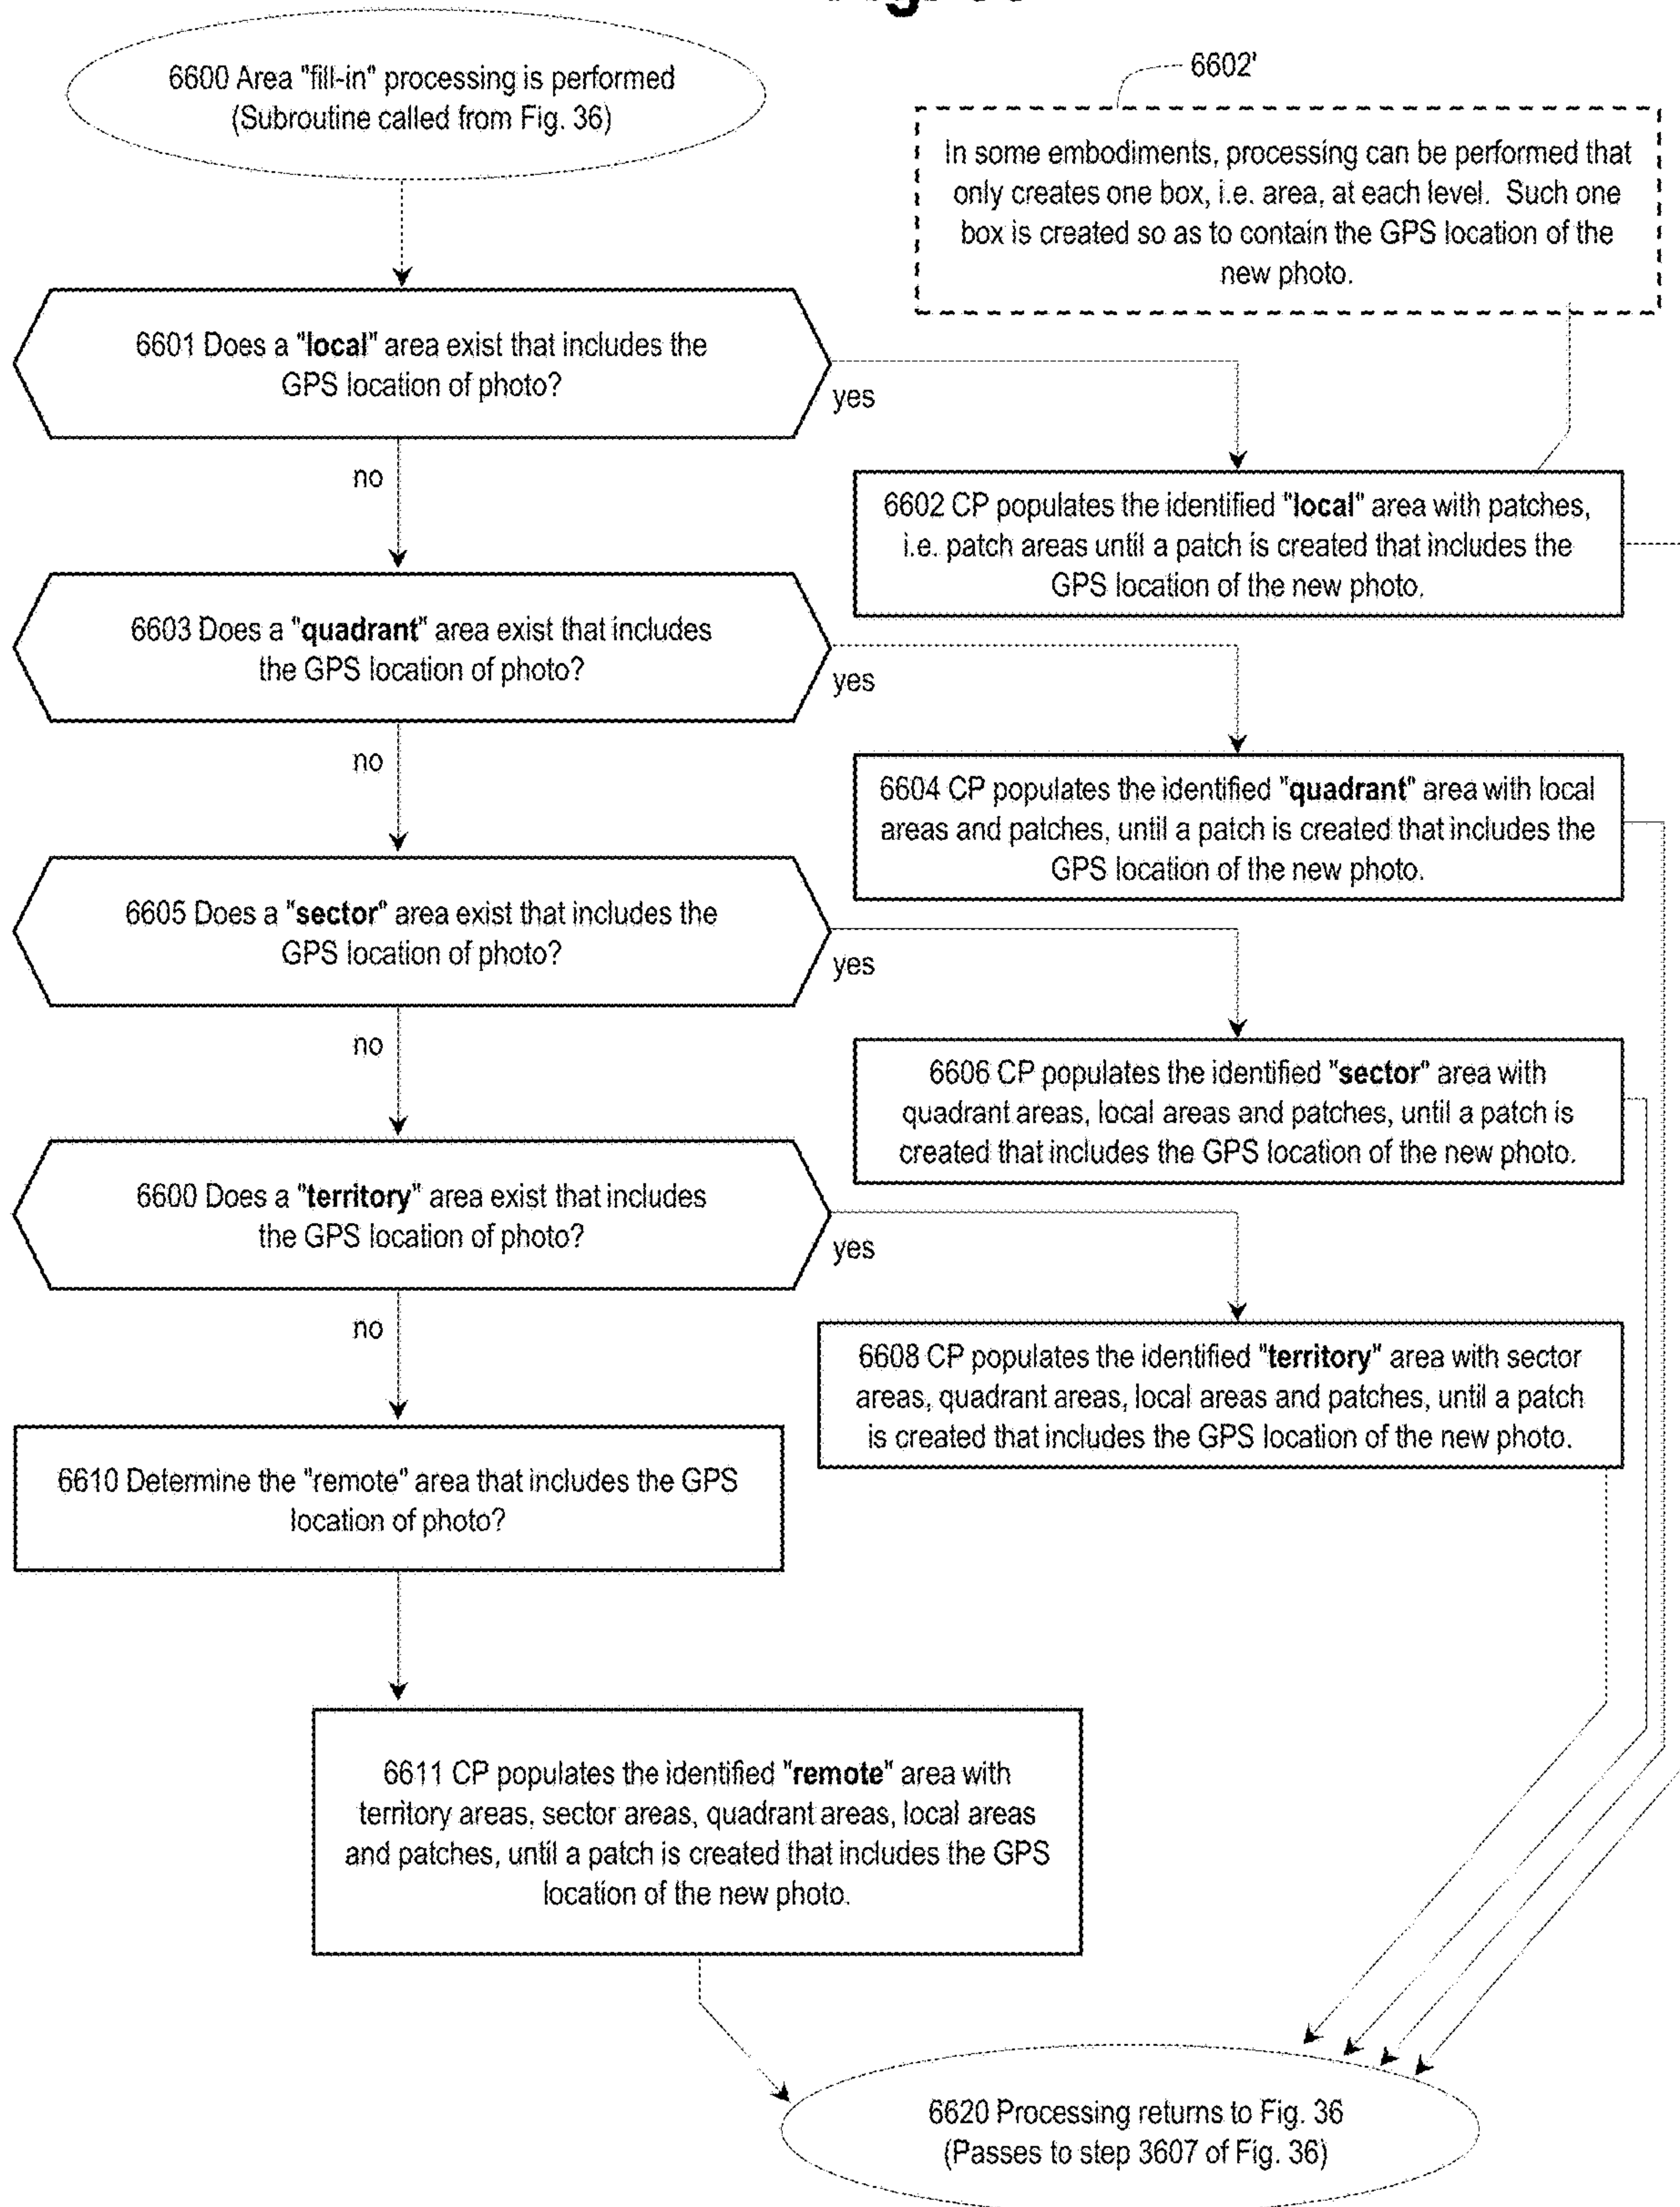 6600 Area "fill-in" processing is performed
(Subroutine called from Fig. 36)
6602'
In some embodiments, processing can be performed that
only creates one box, i.e. area, at each level. Such one
box is created so as to contain the GPS location of the
new photo.
6601 Does a "local" area exist that includes the
GPS location of photo?
yes
no
6602 CP populates the identified "local" area with patches,
i.e. patch areas until a patch is created that includes the
GPS location of the new photo.
6603 Does a "quadrant" area exist that includes
the GPS location of photo?
yes
no
6604 CP populates the identified "quadrant" area with local
areas and patches, until a patch is created that includes the
GPS location of the new photo.
6605 Does a "sector" area exist that includes the
GPS location of photo?
yes
no
6606 CP populates the identified "sector" area with
quadrant areas, local areas and patches, until a patch is
created that includes the GPS location of the new photo.
6600 Does a "territory" area exist that includes
the GPS location of photo?
yes
no
6608 CP populates the identified "territory" area with sector
areas, quadrant areas, local areas and patches, until a patch
is created that includes the GPS location of the new photo.
6610 Determine the "remote" area that includes the GPS
location of photo?
6611 CP populates the identified "remote" area with
territory areas, sector areas, quadrant areas, local areas
and patches, until a patch is created that includes the GPS
location of the new photo.
6620 Processing returns to Fig. 36
(Passes to step 3607 of Fig. 36)